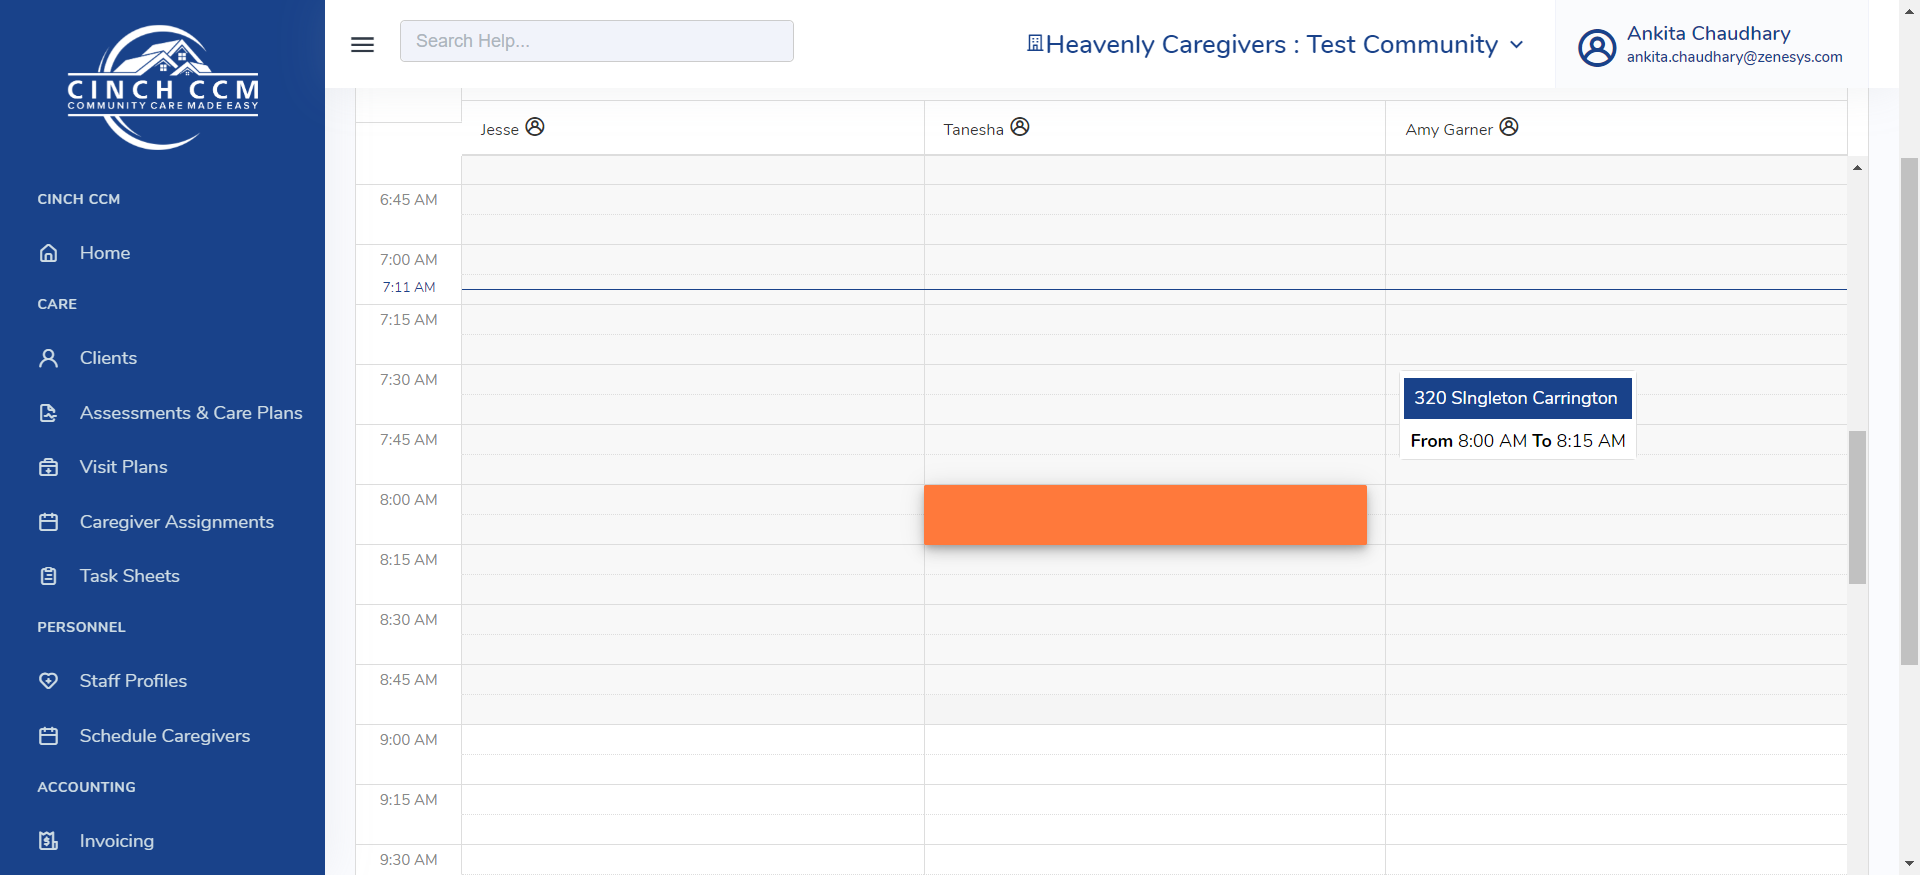 CINCH CCM
COMMUNITY CARE MADE EASY
Search Help...
Heavenly Caregivers : Test Community
Ankita Chaudhary
ankita.chaudhary@zenesys.com
CINCH CCM
Home
CARE
Clients
Assessments & Care Plans
Visit Plans
Caregiver Assignments
Task Sheets
PERSONNEL
Staff Profiles
Schedule Caregivers
ACCOUNTING
Invoicing
Jesse
Tanesha
Amy Garner
6:45 AM
7:00 AM
7:11 AM
7:15 AM
7:30 AM
7:45 AM
8:00 AM
8:15 AM
8:30 AM
8:45 AM
9:00 AM
9:15 AM
9:30 AM
320 SIngleton Carrington
From 8:00 AM To 8:15 AM